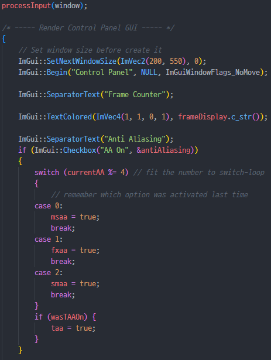 processInput(window);
/* ----- Render Control Panel GUI ----- */
{
// Set window size before create it
ImGui::SetNextWindowSize(ImVec2(200, 550), 0);
ImGui::Begin("Control Panel", NULL, ImGuiWindowFlags_NoMove);
ImGui::SeparatorText("Frame Counter");
ImGui::TextColored(ImVec4(1, 1, 0, 1), frameDisplay.c_str());
ImGui::SeparatorText("Anti Aliasing");
if (ImGui::Checkbox("AA On", &antiAliasing))
{
switch (currentAA %= 4) // fit the number to switch-loop
{
// remember which option was activated last time
case 0:
msaa = true;
break;
case 1:
fxaa = true;
break;
case 2:
smaa = true;
break;
}
if (wasTAAOn) {
taa = true;
}
}